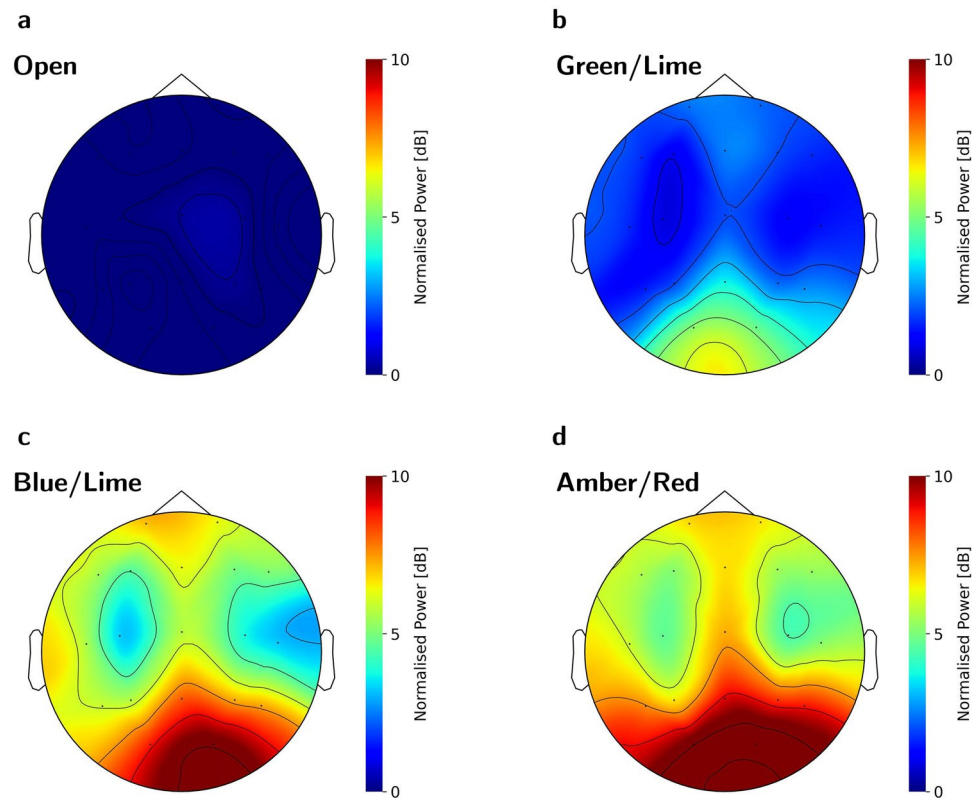 a
Open
10
5
0
Normalised Power [dB]
b
Green/Lime
10
5
0
Normalised Power [dB]
c
Blue/Lime
10
5
0
Normalised Power [dB]
d
Amber/Red
10
5
0
Normalised Power [dB]